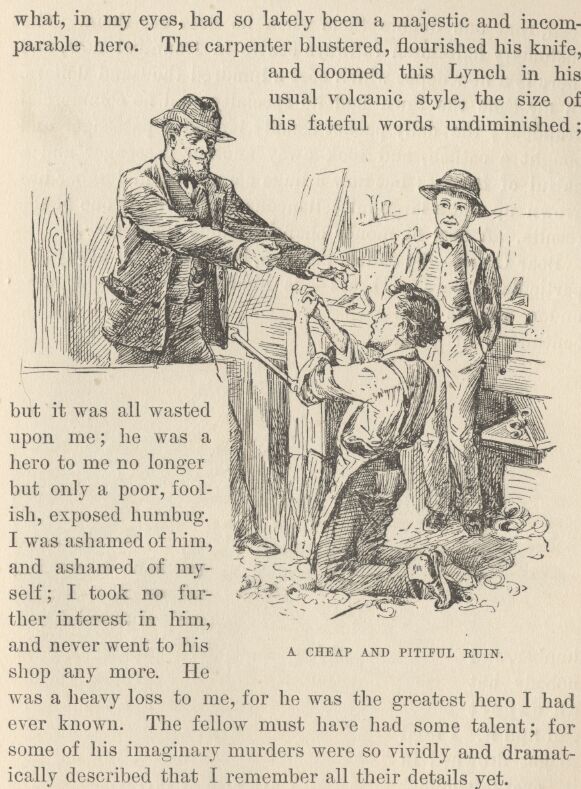 what, in my eyes, had so lately been a majestic and incom-
parable hero. The carpenter blustered, flourished his knife,
and doomed this Lynch in his
usual volcanic style, the size of
his fateful words undiminished;
but it was all wasted
upon me; he was a
hero to me no longer
but only a poor, fool-
ish, exposed humbug.
I was ashamed of him,
and ashamed of my-
self; I took no fur-
ther interest in him,
and never went to his
shop any more. He
A CHEAP AND PITIFUL RUIN.
was a heavy loss to me, for he was the greatest hero I had
ever known. The fellow must have had some talent; for
some of his imaginary murders were so vividly and dramat-
ically described that I remember all their details yet.